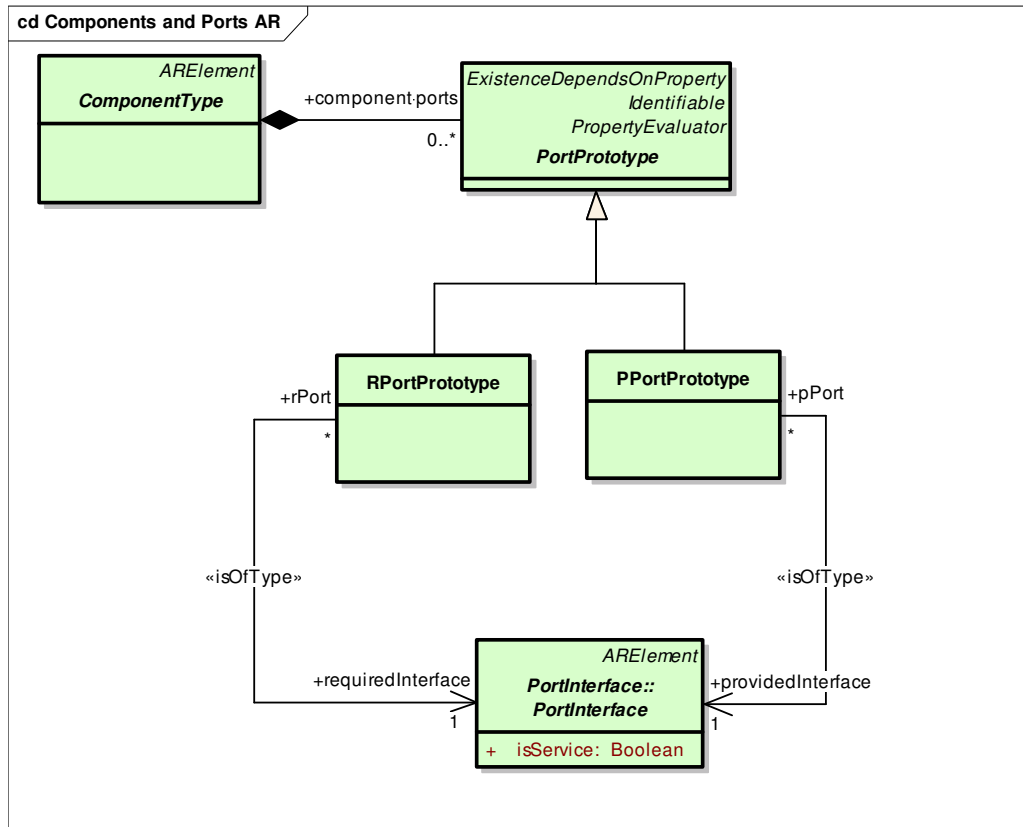 cd Components and Ports AR
ARElement
ComponentType
+component
ports
0..*
ExistenceDependsOnProperty
Identifiable
PropertyEvaluator
PortPrototype
RPortPrototype
PPortPrototype
+rPort
*
+pPort
*
«isOfType»
«isOfType»
+requiredInterface
1
ARElement
PortInterface::
PortInterface
+ isService: Boolean
+providedInterface
1